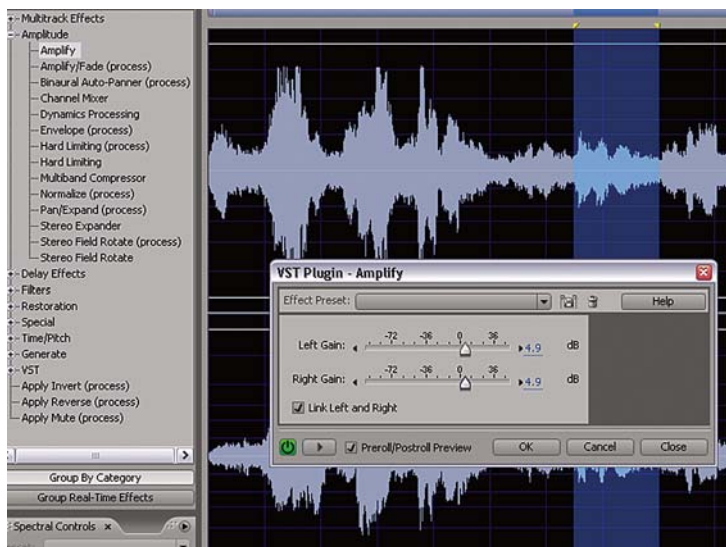 Multitrack Effects
Amplitude
Amplify
Amplify/Fade (process)
Binaural Auto-Panner (process)
Channel Mixer
Dynamics Processing
Envelope (process)
Hard Limiting (process)
Hard Limiting
Multiband Compressor
Normalize (process)
Pan/Expand (process)
Stereo Expander
Stereo Field Rotate (process)
Stereo Field Rotate
Delay Effects
Filters
Restoration
Special
Time/Pitch
Generate
VST
Apply Invert (process)
Apply Reverse (process)
Apply Mute (process)
Group By Category
Group Real-Time Effects
Spectral Controls x
VST Plugin - Amplify
Effect Preset:
Help
-72 -36 0 36
Left Gain: 4.9 dB
-72 -36 0 36
Right Gain: 4.9 dB
Link Left and Right
Preroll/Postroll Preview OK Cancel Close